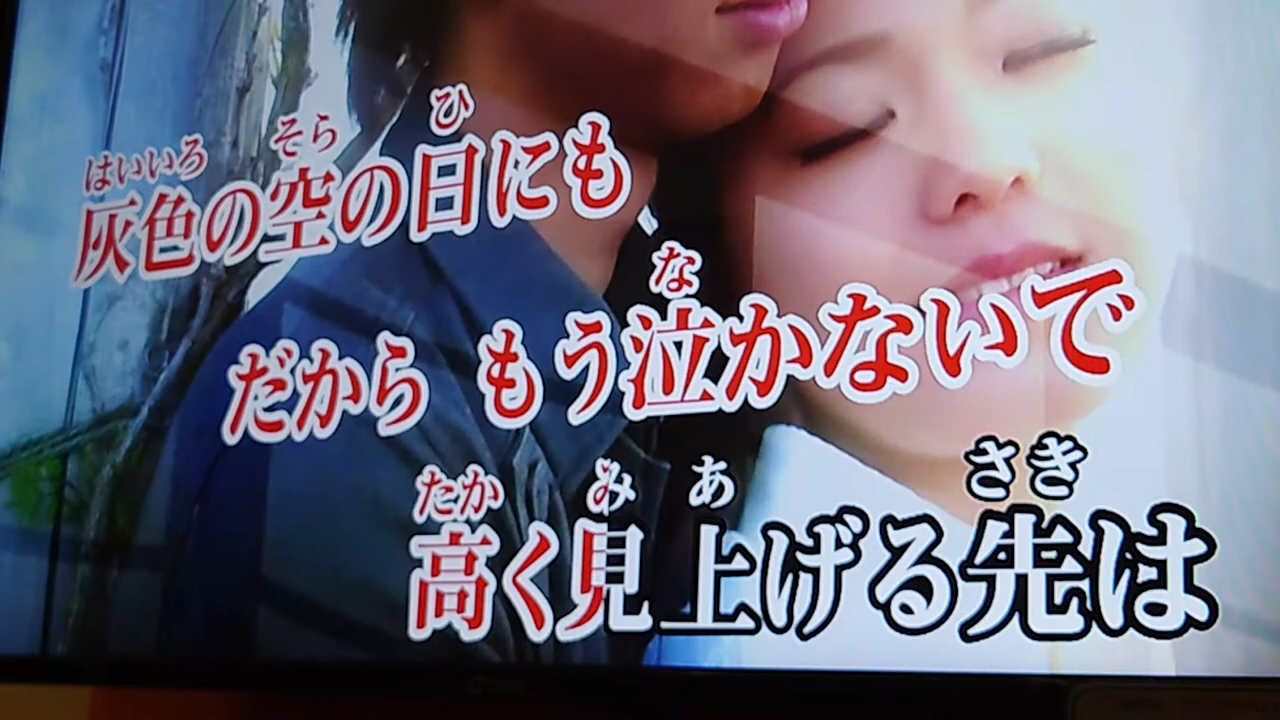 はいいろ そら ひ
灰色の空の日にも
な
だから もう泣かないで
たか み あ さき
高く見上げる先は